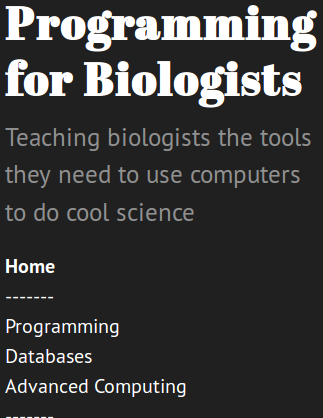 Programming
for Biologists
Teaching biologists the tools
they need to use computers
to do cool science
Home
-------
Programming
Databases
Advanced Computing
-------